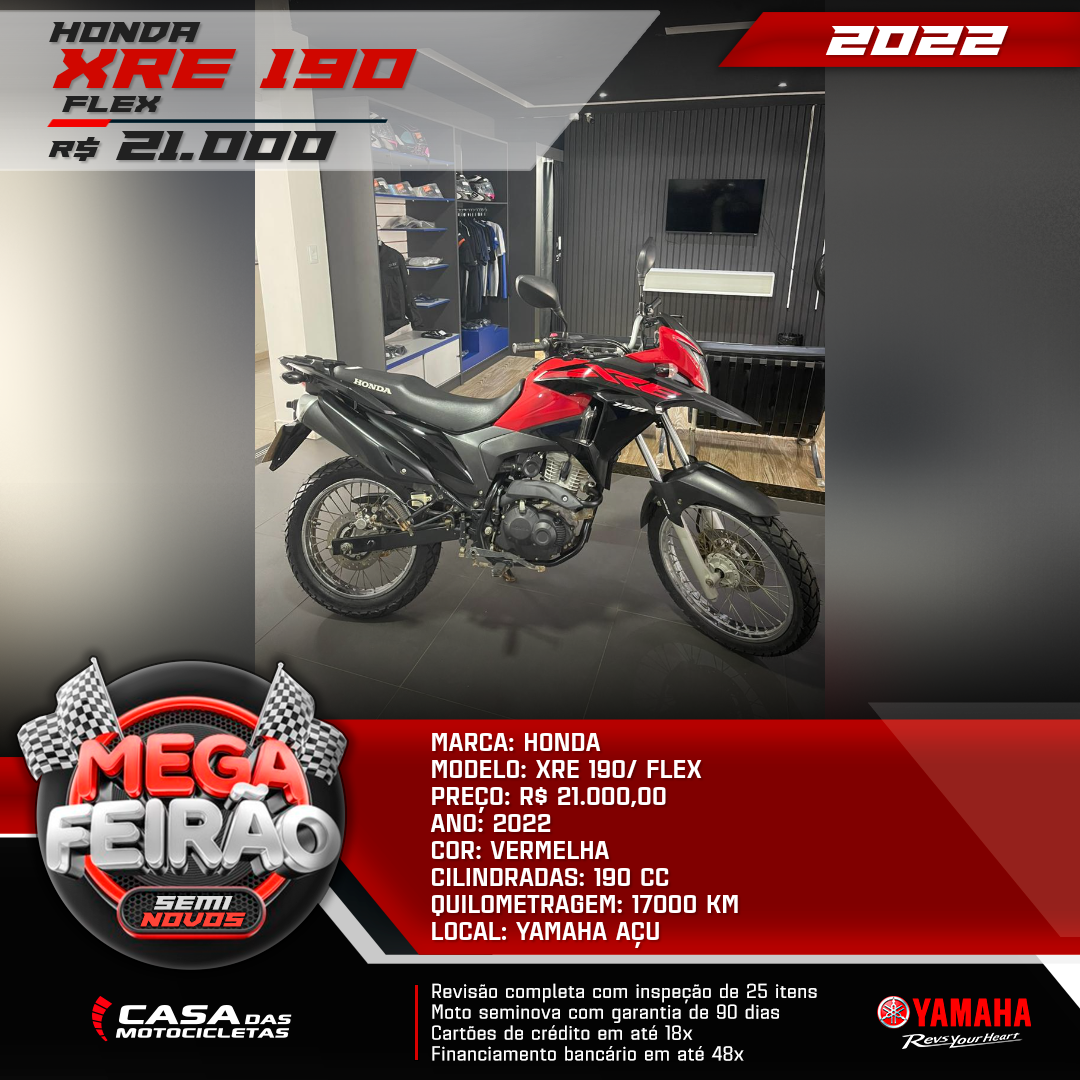 HONDA
XRE 190
FLEX
R$ 21.000
2022
HONDA
XRE
190
MEGA
FEIRÃO
SEMI
NOVOS
MARCA: HONDA
MODELO: XRE 190/ FLEX
PREÇO: R$ 21.000,00
ANO: 2022
COR: VERMELHA
CILINDRADAS: 190 CC
QUILOMETRAGEM: 17000 KM
LOCAL: YAMAHA AÇU
CASA DAS
MOTOCICLETAS
Revisão completa com inspeção de 25 itens
Moto seminova com garantia de 90 dias
Cartões de crédito em até 18x
Financiamento bancário em até 48x
YAMAHA
Revs Your Heart